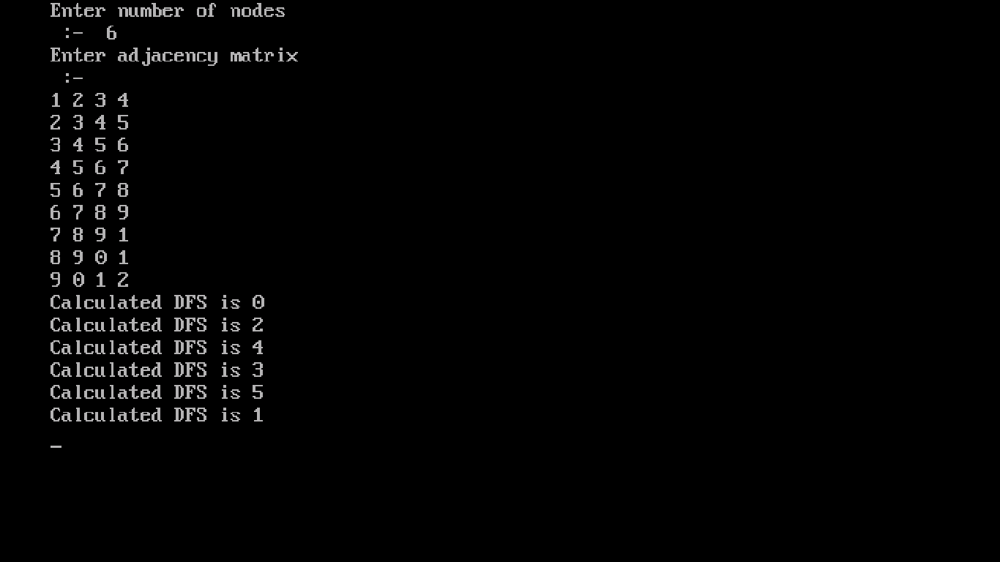 Enter number of nodes
:- 6
Enter adjacency matrix
:-
1 2 3 4
2 3 4 5
3 4 5 6
4 5 6 7
5 6 7 8
6 7 8 9
7 8 9 1
8 9 0 1
9 0 1 2
Calculated DFS is 0
Calculated DFS is 2
Calculated DFS is 4
Calculated DFS is 3
Calculated DFS is 5
Calculated DFS is 1
_